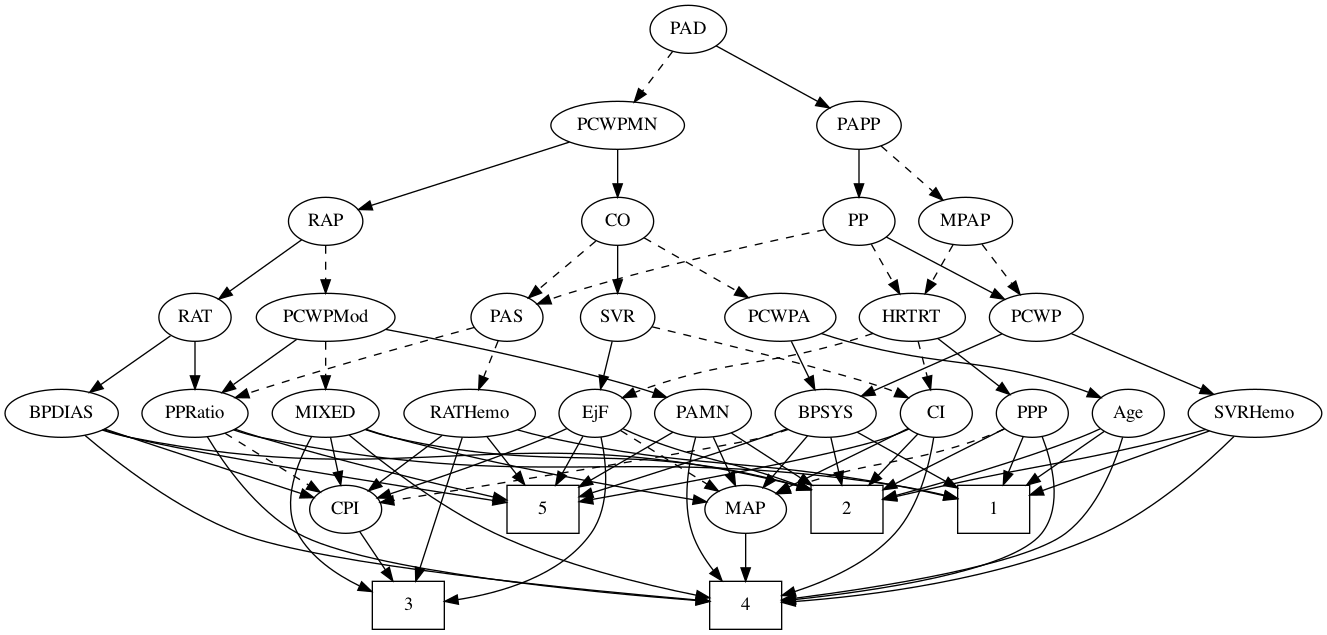 PAD
PCWPMN
PAPP
RAP
CO
PP
MPAP
RAT
PCWPMod
PAS
SVR
PCWPA
HRTRT
PCWP
BPDIAS
PPRatio
MIXED
RATHemo
EjF
PAMN
BPSYS
CI
PPP
Age
SVRHemo
CPI
5
MAP
2
1
3
4